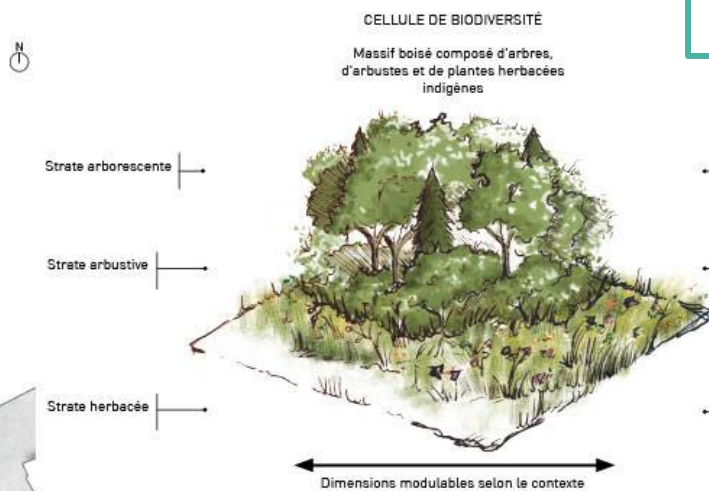 CELLULE DE BIODIVERSITÉ
N
Massif boisé composé d'arbres,
d'arbustes et de plantes herbacées
indigènes
Strate arborescente
Strate arbustive
Strate herbacée
Dimensions modulables selon le contexte